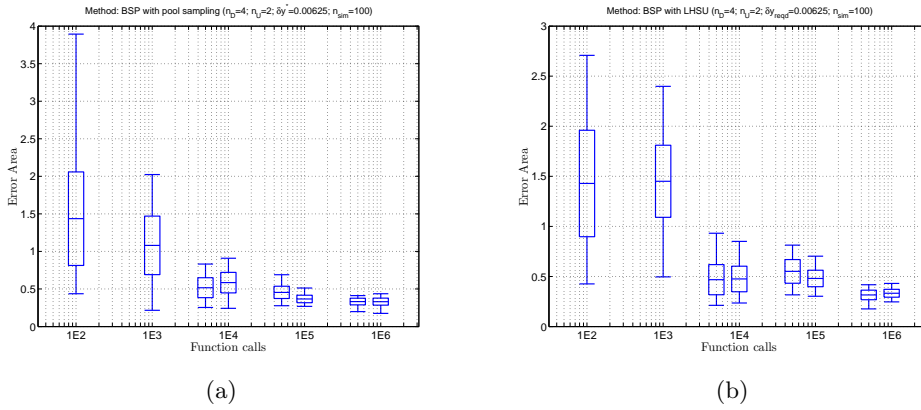 Method: BSP with pool sampling (n_D=4; n_U=2; δy^*=0.00625; n_sim=100)
4
3.5
3
2.5
2
1.5
1
0.5
0
Error Area
1E2 1E3 1E4 1E5 1E6
Function calls
(a)
Method: BSP with LHSU (n_D=4; n_U=2; δy_reqd=0.00625; n_sim=100)
3
2.5
2
1.5
1
0.5
0
Error Area
1E2 1E3 1E4 1E5 1E6
Function calls
(b)